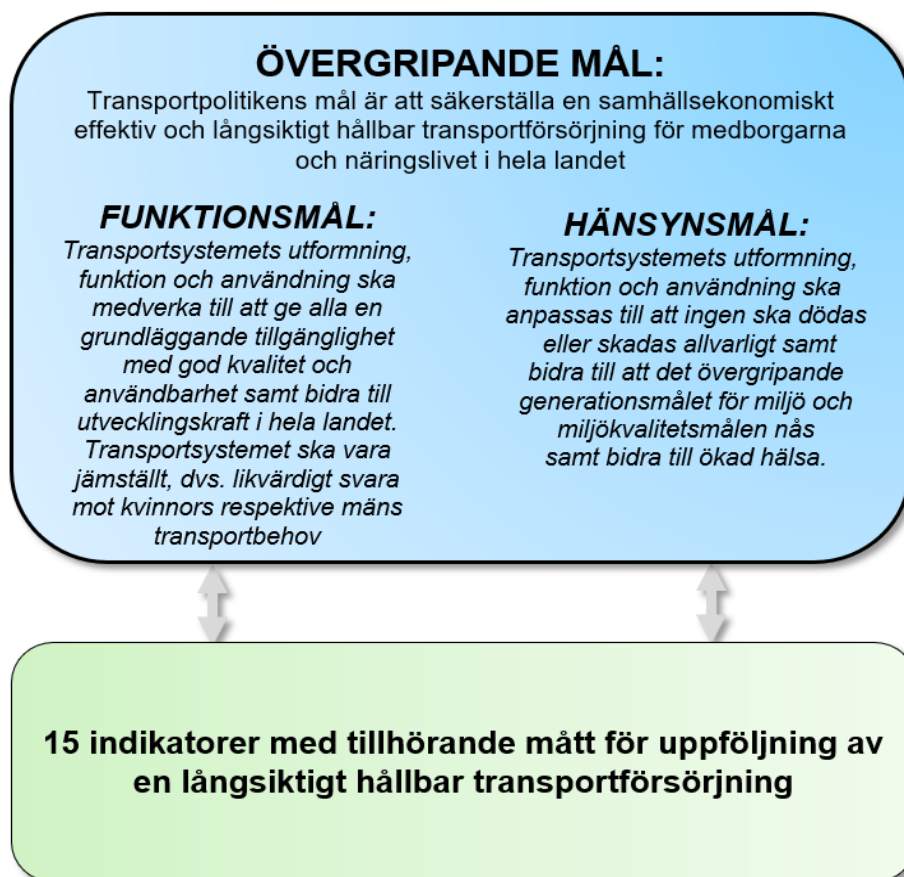 ÖVERGRIPANDE MÅL:
Transportpolitikens mål är att säkerställa en samhällsekonomiskt
effektiv och långsiktigt hållbar transportförsörjning för medborgarna
och näringslivet i hela landet
FUNKTIONSMÅL:
Transportsystemets utformning,
funktion och användning ska
medverka till att ge alla en
grundläggande tillgänglighet
med god kvalitet och
användbarhet samt bidra till
utvecklingskraft i hela landet.
Transportsystemet ska vara
jämställt, dvs. likvärdigt svara
mot kvinnors respektive mäns
transportbehov
HÄNSYNSMÅL:
Transportsystemets utformning,
funktion och användning ska
anpassas till att ingen ska dödas
eller skadas allvarligt samt
bidra till att det övergripande
generationsmålet för miljö och
miljökvalitetsmålen nås
samt bidra till ökad hälsa.
15 indikatorer med tillhörande mått för uppföljning av
en långsiktigt hållbar transportförsörjning